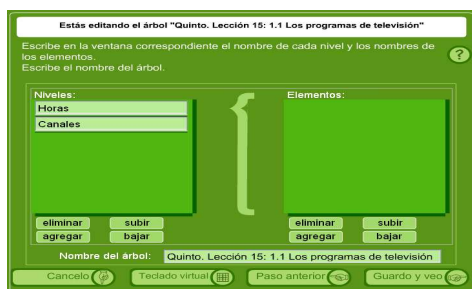 Estás editando el árbol "Quinto. Lección 15: 1.1 Los programas de televisión"
Escribe en la ventana correspondiente el nombre de cada nivel y los nombres de
los elementos.
Escribe el nombre del árbol.
?
Niveles:
Elementos:
Horas
Canales
eliminar subir
agregar bajar
eliminar subir
agregar bajar
Nombre del árbol: Quinto. Lección 15: 1.1 Los programas de televisión
Cancelo Teclado virtual Paso anterior Guardo y veo